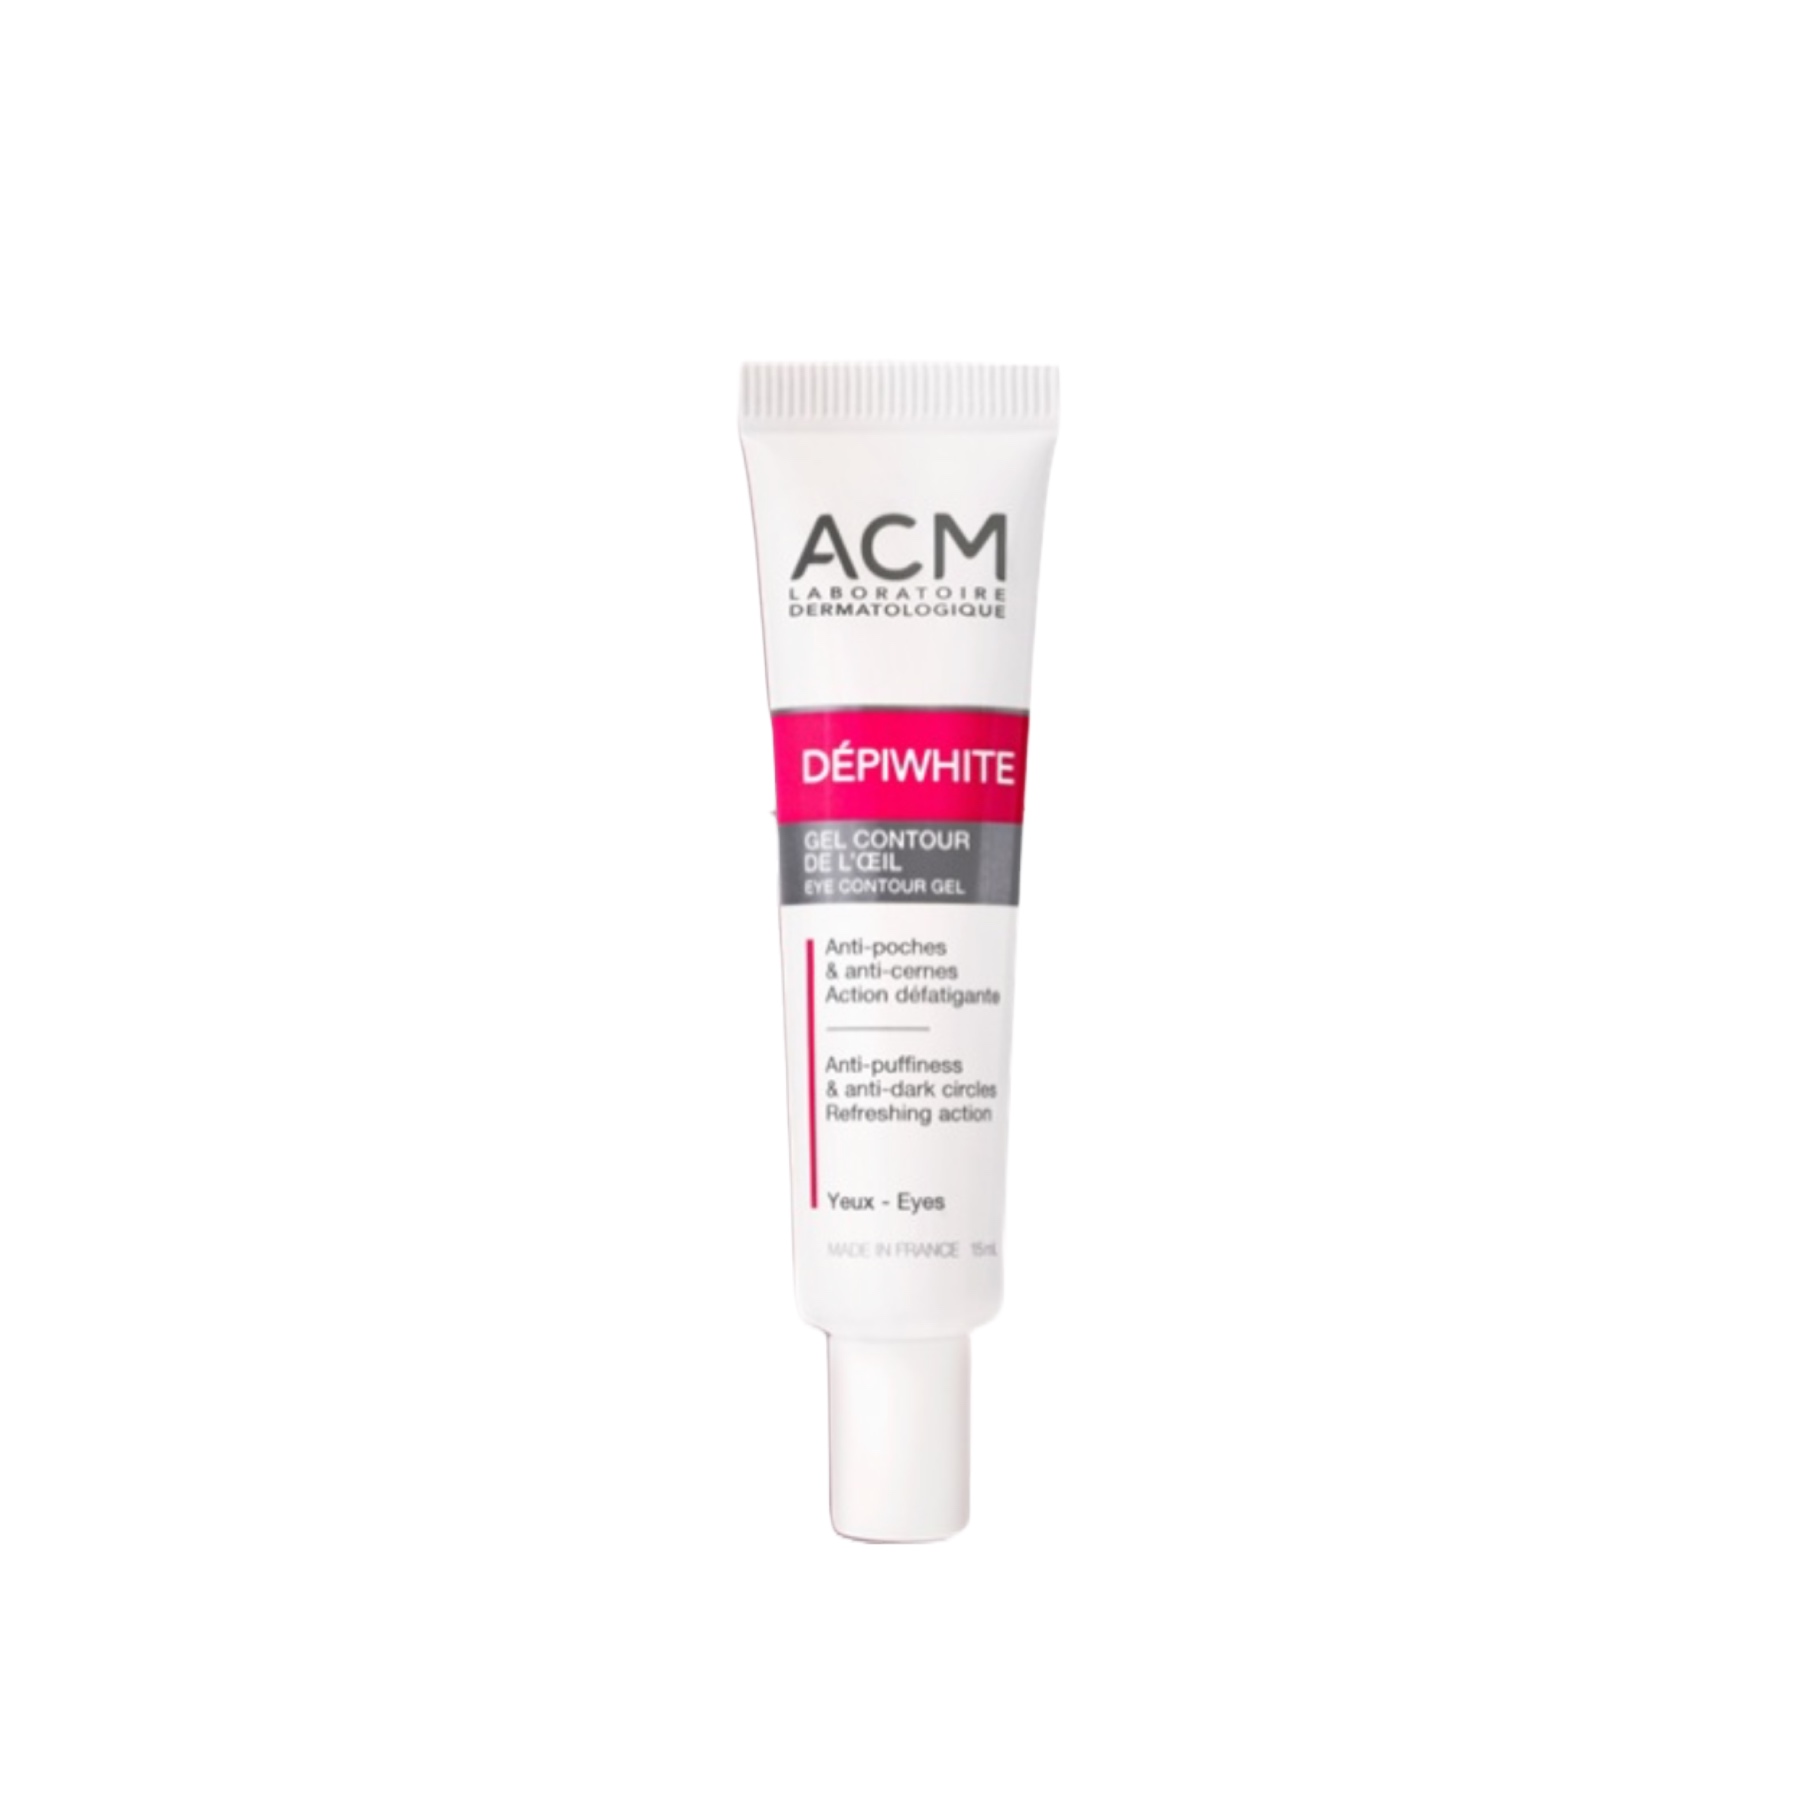 ACM
LABORATOIRE
DERMATOLOGIQUE
DÉPIWHITE
GEL CONTOUR
DE L'ŒIL
EYE CONTOUR GEL
Anti-poches
& anti-cernes
Action défatigante
Anti-puffiness
& anti-dark circles
Refreshing action
Yeux - Eyes
MADE IN FRANCE 15mL